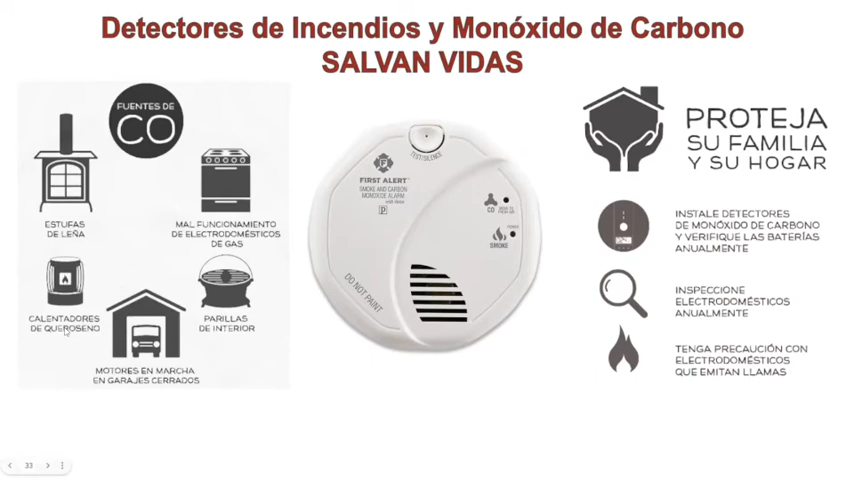 Detectores de Incendios y Monóxido de Carbono
SALVAN VIDAS
FUENTES DE
CO
ESTUFAS
DE LEÑA
MAL FUNCIONAMIENTO
DE ELECTRODOMÉSTICOS
DE GAS
CALENTADORES
DE QUEROSENO
PARILLAS
DE INTERIOR
MOTORES EN MARCHA
EN GARAJES CERRADOS
TEST/SILENCE
FIRST ALERT
SMOKE AND CARBON
MONOXIDE ALARM
P
CO
SMOKE
DO NOT PAINT
PROTEJA
SU FAMILIA
Y SU HOGAR
INSTALE DETECTORES
DE MONÓXIDO DE CARBONO
Y VERIFIQUE LAS BATERÍAS
ANUALMENTE
INSPECCIONE
ELECTRODOMÉSTICOS
ANUALMENTE
TENGA PRECAUCIÓN CON
ELECTRODOMÉSTICOS
QUE EMITAN LLAMAS
33